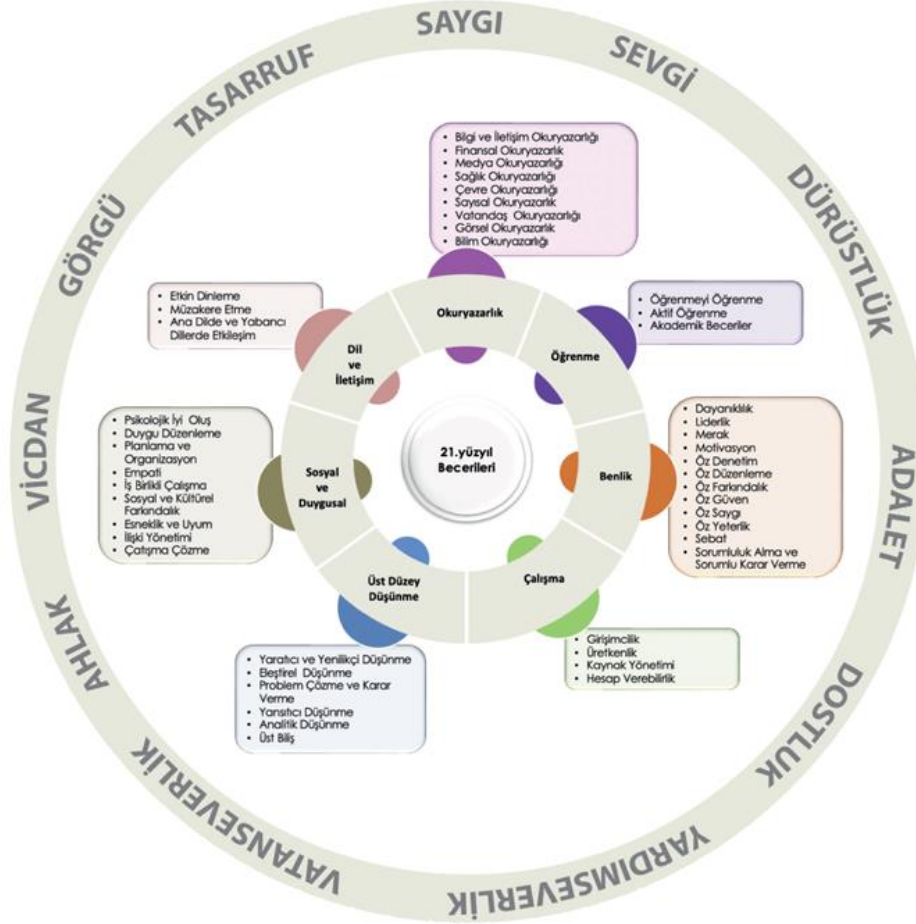 SAYGI
SEVGİ
DÜRÜSTLÜK
ADALET
DOSTLUK
YARDIMSEVERLİK
VATANSEVERLİK
AHLAK
VİCDAN
GÖRGÜ
TASARRUF
• Bilgi ve İletişim Okuryazarlığı
• Finansal Okuryazarlık
• Medya Okuryazarlığı
• Sağlık Okuryazarlığı
• Çevre Okuryazarlığı
• Sayısal Okuryazarlık
• Vatandaş Okuryazarlığı
• Görsel Okuryazarlık
• Bilim Okuryazarlığı
Okuryazarlık
• Öğrenmeyi Öğrenme
• Aktif Öğrenme
• Akademik Beceriler
Öğrenme
• Dayanıklılık
• Liderlik
• Merak
• Motivasyon
• Öz Denetim
• Öz Düzenleme
• Öz Farkındalık
• Öz Güven
• Öz Saygı
• Öz Yeterlik
• Sebat
• Sorumluluk Alma ve
Sorumlu Karar Verme
Benlik
• Girişimcilik
• Üretkenlik
• Kaynak Yönetimi
• Hesap Verebilirlik
Çalışma
• Yaratıcı ve Yenilikçi Düşünme
• Eleştirel Düşünme
• Problem Çözme ve Karar
Verme
• Yansıtıcı Düşünme
• Analitik Düşünme
• Üst Biliş
Üst Düzey
Düşünme
• Psikolojik İyi Oluş
• Duygu Düzenleme
• Planlama ve
Organizasyon
• Empati
• İş Birlikli Çalışma
• Sosyal ve Kültürel
Farkındalık
• Esneklik ve Uyum
• İlişki Yönetimi
• Çatışma Çözme
Sosyal
ve
Duygusal
• Etkin Dinleme
• Müzakere Etme
• Ana Dilde ve Yabancı
Dillerde Etkileşim
Dil
ve
İletişim
21.yüzyıl
Becerileri